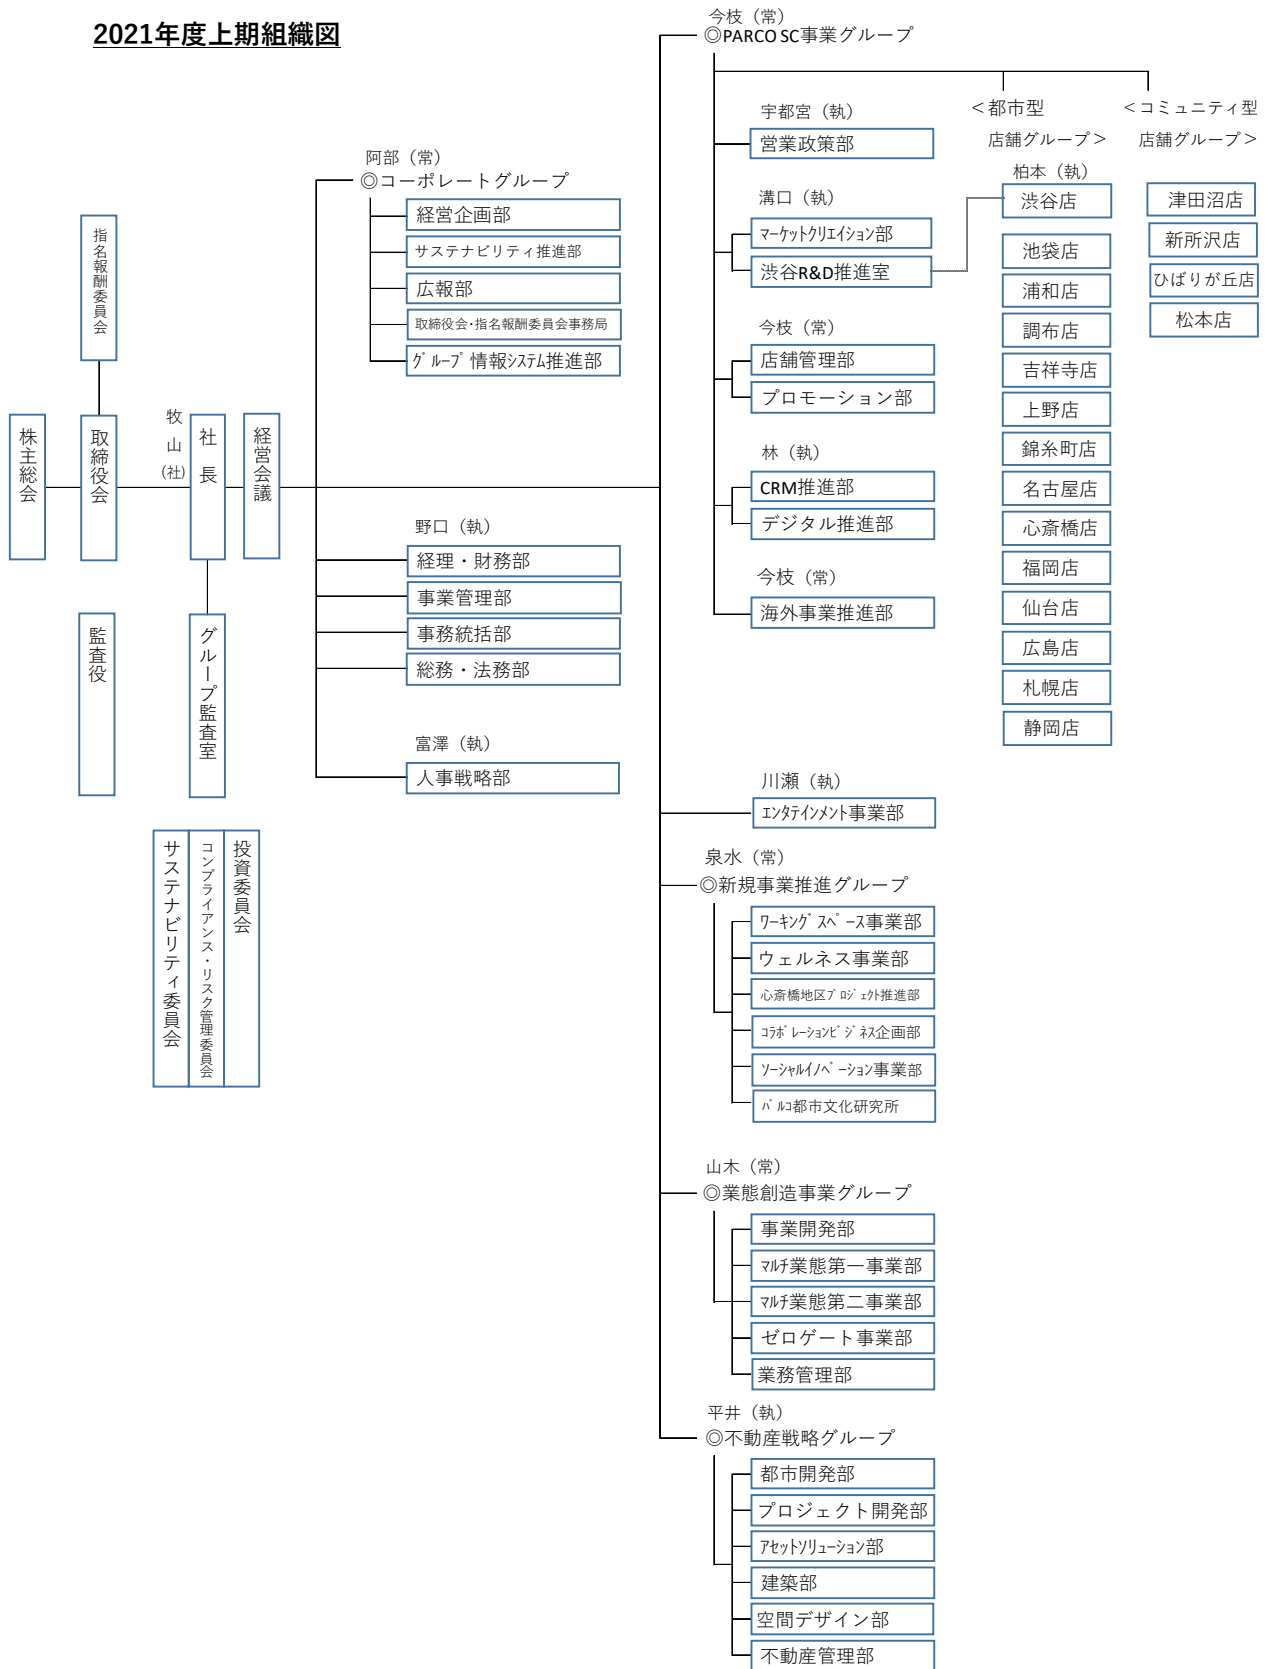 2021年度上期組織図
株主総会
指名報酬委員会
取締役会
監査役
牧山(社)
社長
グループ監査室
経営会議
サステナビリティ委員会
コンプライアンス・リスク管理委員会
投資委員会
阿部（常）
◎コーポレートグループ
経営企画部
サステナビリティ推進部
広報部
取締役会・指名報酬委員会事務局
ｸﾞﾙｰﾌﾟ情報ｼｽﾃﾑ推進部
野口（執）
経理・財務部
事業管理部
事務統括部
総務・法務部
富澤（執）
人事戦略部
今枝（常）
◎PARCO SC事業グループ
宇都宮（執）
営業政策部
溝口（執）
ﾏｰｹｯﾄｸﾘｴｲｼｮﾝ部
渋谷R&D推進室
今枝（常）
店舗管理部
プロモーション部
林（執）
CRM推進部
デジタル推進部
今枝（常）
海外事業推進部
＜都市型
店舗グループ＞
柏本（執）
渋谷店
池袋店
浦和店
調布店
吉祥寺店
上野店
錦糸町店
名古屋店
心斎橋店
福岡店
仙台店
広島店
札幌店
静岡店
＜コミュニティ型
店舗グループ＞
津田沼店
新所沢店
ひばりが丘店
松本店
川瀬（執）
ｴﾝﾀﾃｲﾝﾒﾝﾄ事業部
泉水（常）
◎新規事業推進グループ
ﾜｰｷﾝｸﾞｽﾍﾟｰｽ事業部
ウェルネス事業部
心斎橋地区ﾌﾟﾛｼﾞｪｸﾄ推進部
ｺﾗﾎﾞﾚｰｼｮﾝﾋﾞｼﾞﾈｽ企画部
ｿｰｼｬﾙｲﾉﾍﾞｰｼｮﾝ事業部
ﾊﾟﾙｺ都市文化研究所
山木（常）
◎業態創造事業グループ
事業開発部
ﾏﾙﾁ業態第一事業部
ﾏﾙﾁ業態第二事業部
ゼロゲート事業部
業務管理部
平井（執）
◎不動産戦略グループ
都市開発部
プロジェクト開発部
ｱｾｯﾄｿﾘｭｰｼｮﾝ部
建築部
空間デザイン部
不動産管理部